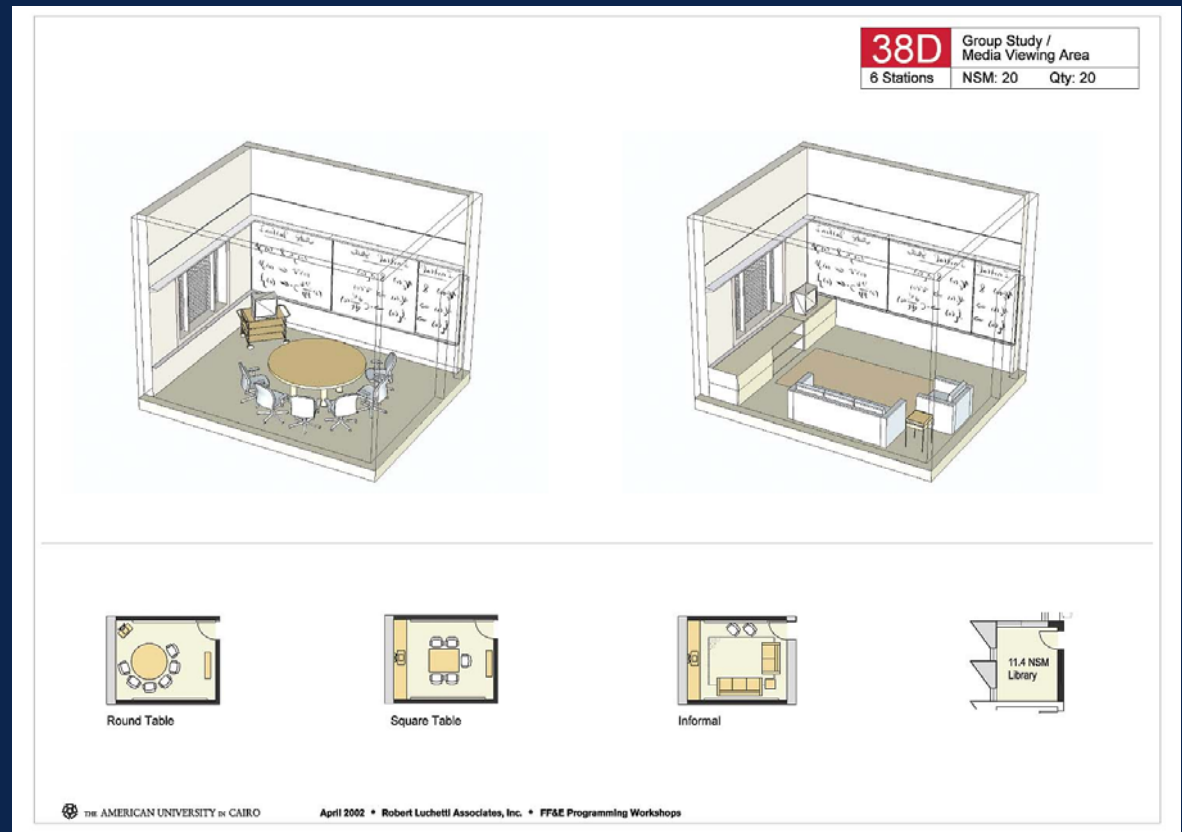 38D
Group Study /
Media Viewing Area
6 Stations
NSM: 20
Qty: 20
Round Table
Square Table
Informal
11.4 NSM
Library
THE AMERICAN UNIVERSITY IN CAIRO
April 2002 • Robert Luchetti Associates, Inc. • FF&E Programming Workshops